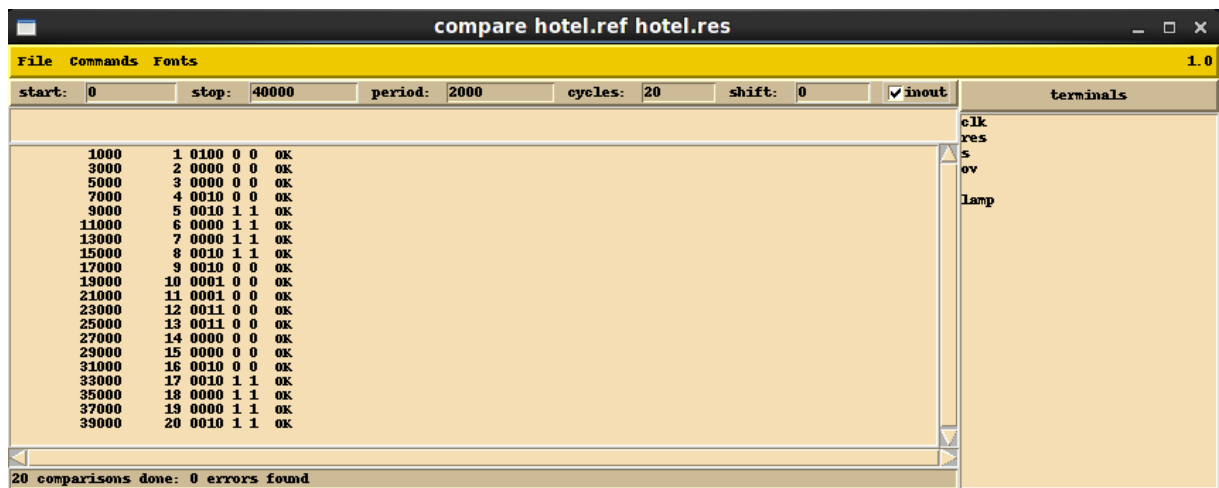 compare hotel.ref hotel.res
File Commands Fonts 1.0
start: 0 stop: 40000 period: 2000 cycles: 20 shift: 0 inout
terminals
clk
res
s
ov
lamp
1000 1 0100 0 0 OK
3000 2 0000 0 0 OK
5000 3 0000 0 0 OK
7000 4 0010 0 0 OK
9000 5 0010 1 1 OK
11000 6 0000 1 1 OK
13000 7 0000 1 1 OK
15000 8 0010 1 1 OK
17000 9 0010 0 0 OK
19000 10 0001 0 0 OK
21000 11 0001 0 0 OK
23000 12 0011 0 0 OK
25000 13 0011 0 0 OK
27000 14 0000 0 0 OK
29000 15 0000 0 0 OK
31000 16 0010 0 0 OK
33000 17 0010 1 1 OK
35000 18 0000 1 1 OK
37000 19 0000 1 1 OK
39000 20 0010 1 1 OK
20 comparisons done: 0 errors found